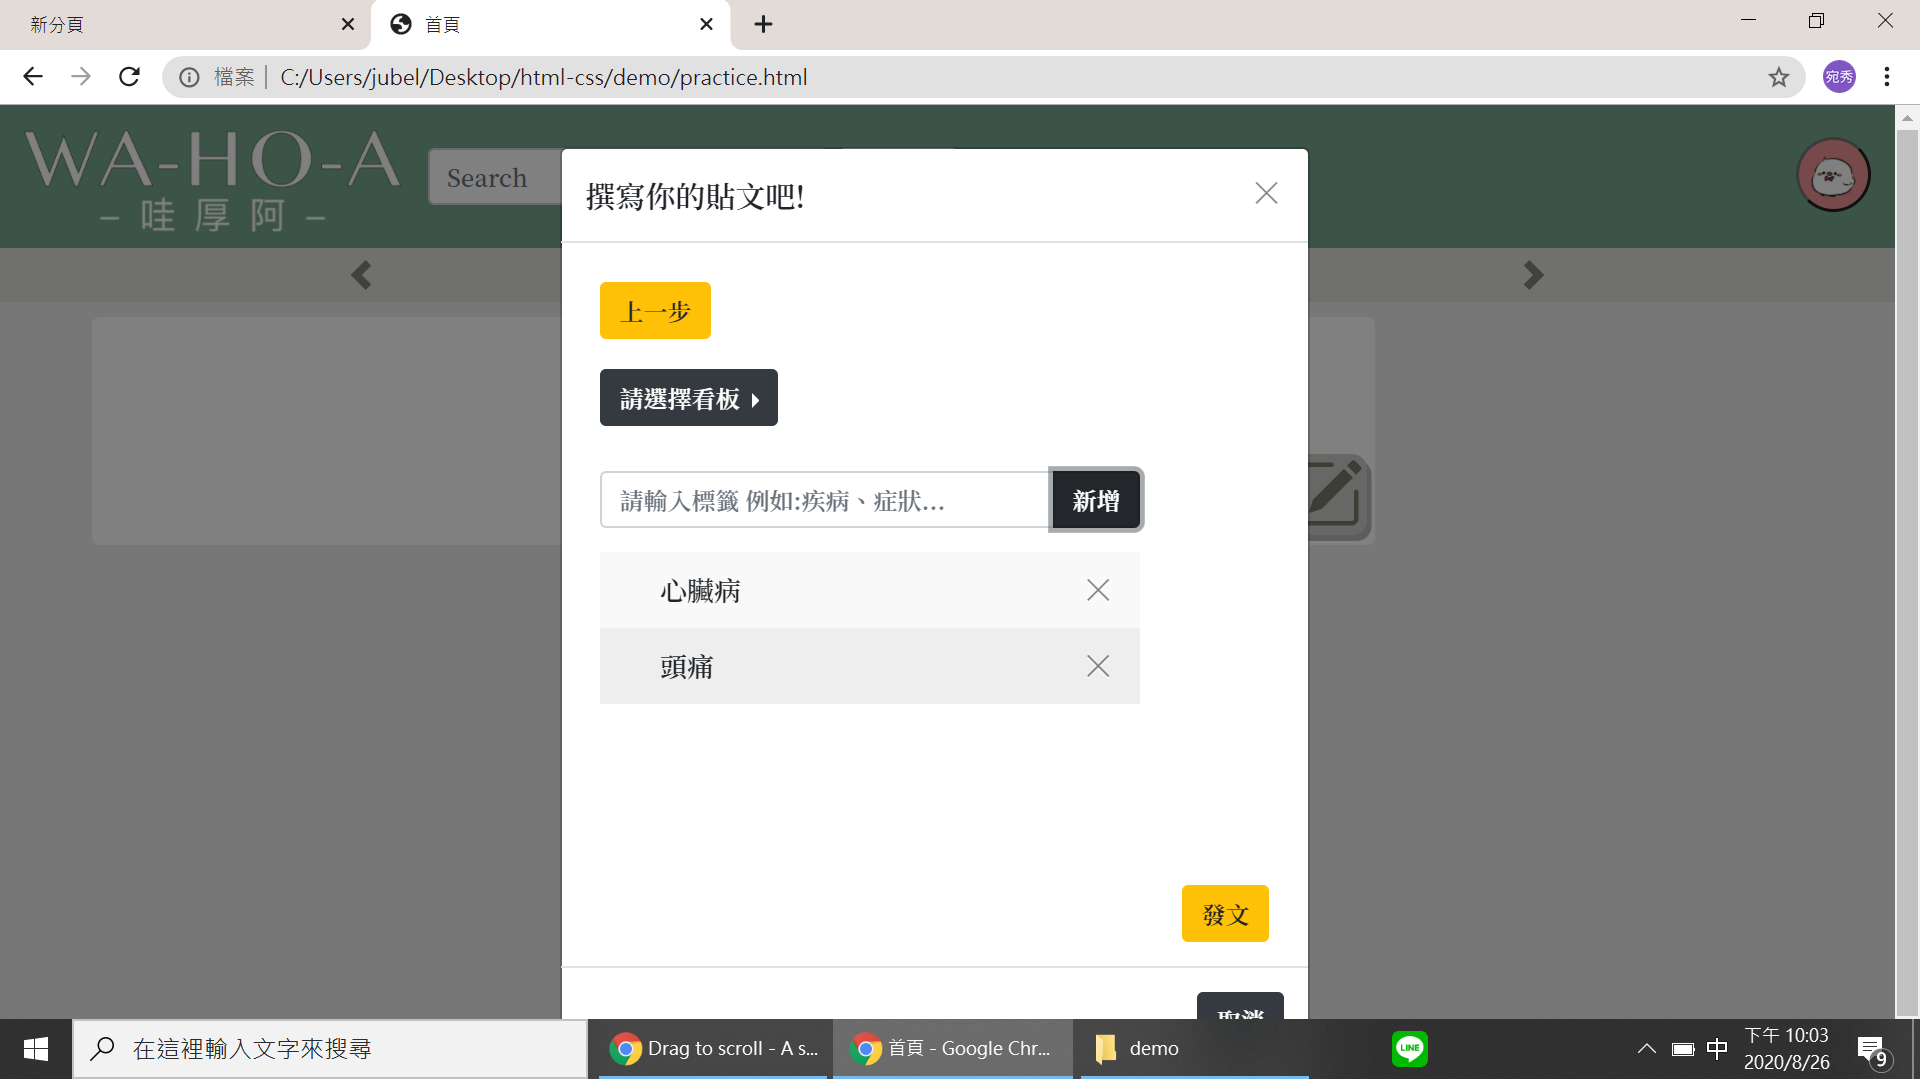 新分頁
首頁
檔案
C:/Users/jubel/Desktop/html-css/demo/practice.html
宛秀
WA-HO-A
– 哇厚阿 –
Search
撰寫你的貼文吧!
上一步
請選擇看板
請輸入標籤 例如:疾病、症狀...
新增
心臟病
頭痛
發文
取消
在這裡輸入文字來搜尋
Drag to scroll - A s...
首頁 - Google Chr...
demo
LINE
中
下午 10:03
2020/8/26
9